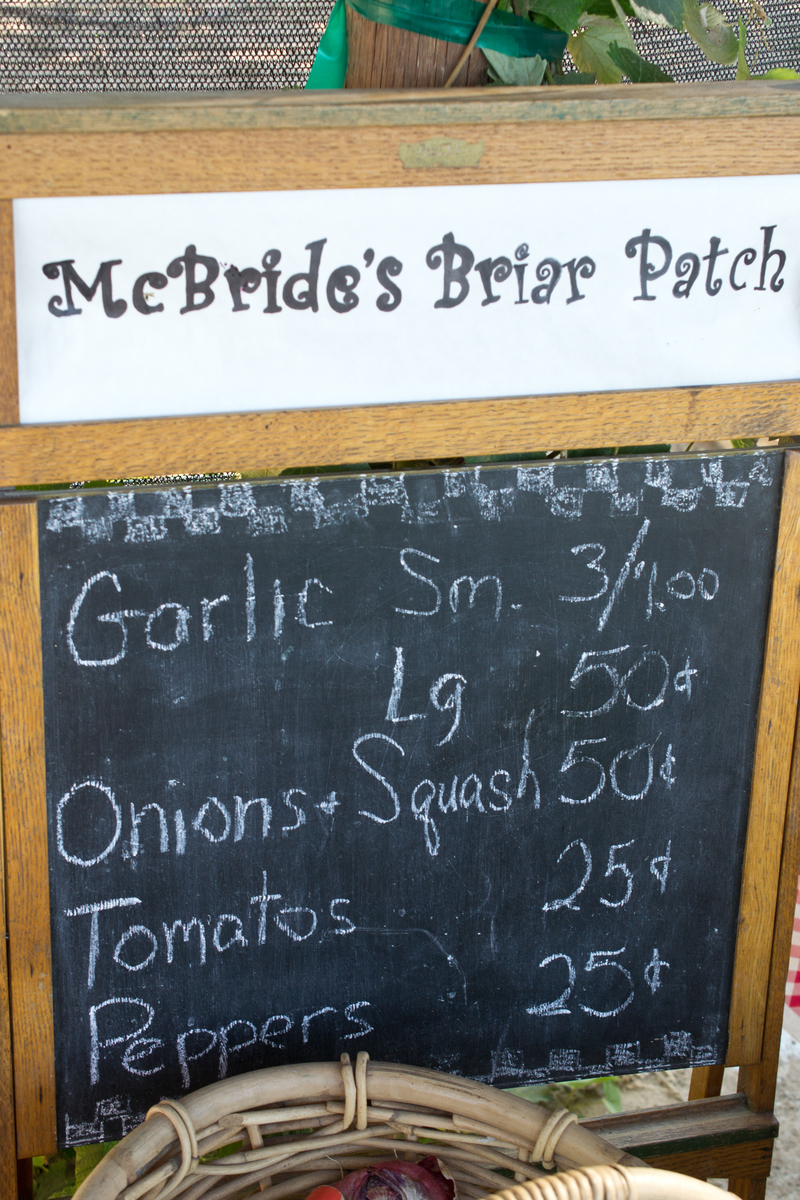 McBride's Briar Patch
Garlic Sm. 3/1.00
Lg 50¢
Onions + Squash 50¢
Tomatos 25¢
Peppers 25¢